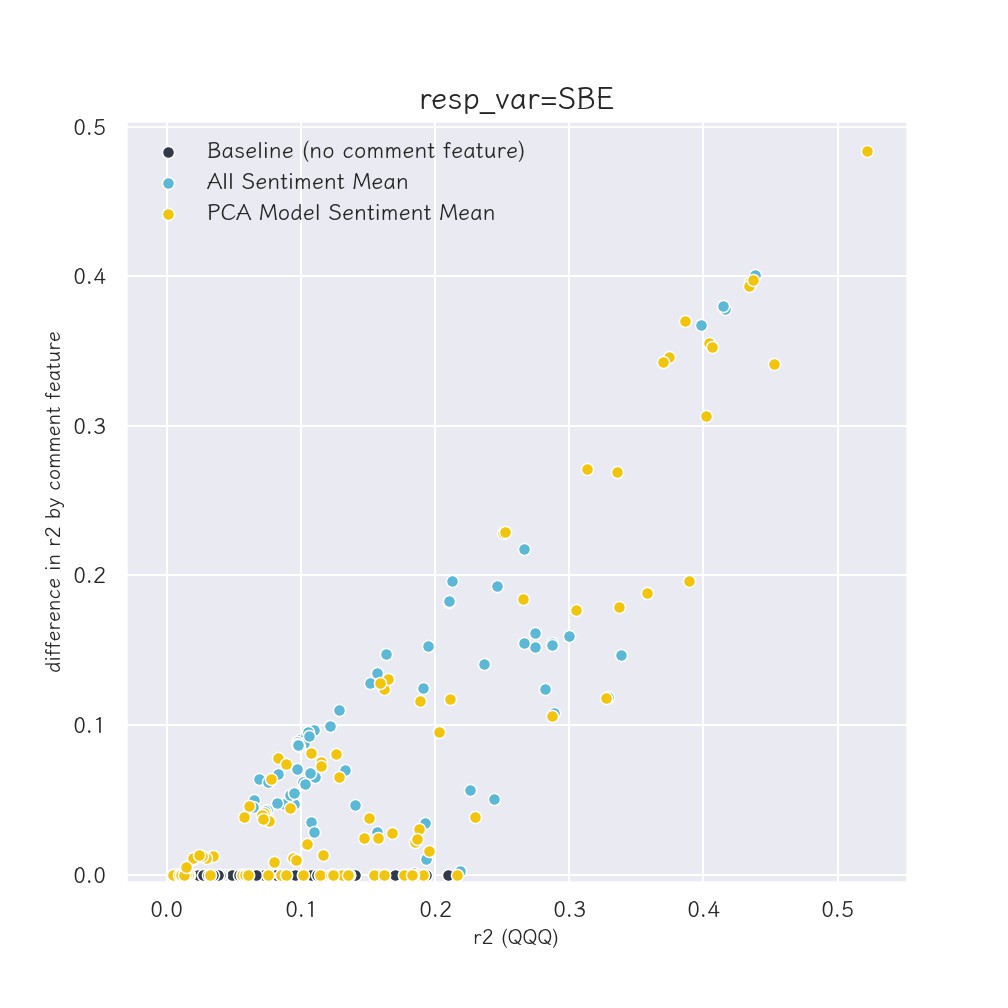 resp_var=SBE
Baseline (no comment feature)
All Sentiment Mean
PCA Model Sentiment Mean
difference in r2 by comment feature
0.5
0.4
0.3
0.2
0.1
0.0
0.0 0.1 0.2 0.3 0.4 0.5
r2 (QQQ)